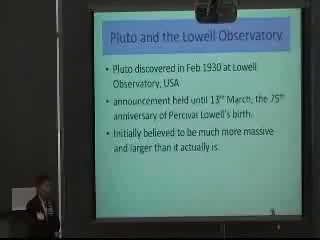 Pluto and the Lowell Observatory
• Pluto discovered in Feb 1930 at Lowell
Observatory, USA
• announcement held until 13th March, the 75th
anniversary of Percival Lowell's birth.
• Initially believed to be much more massive
and larger than it actually is.